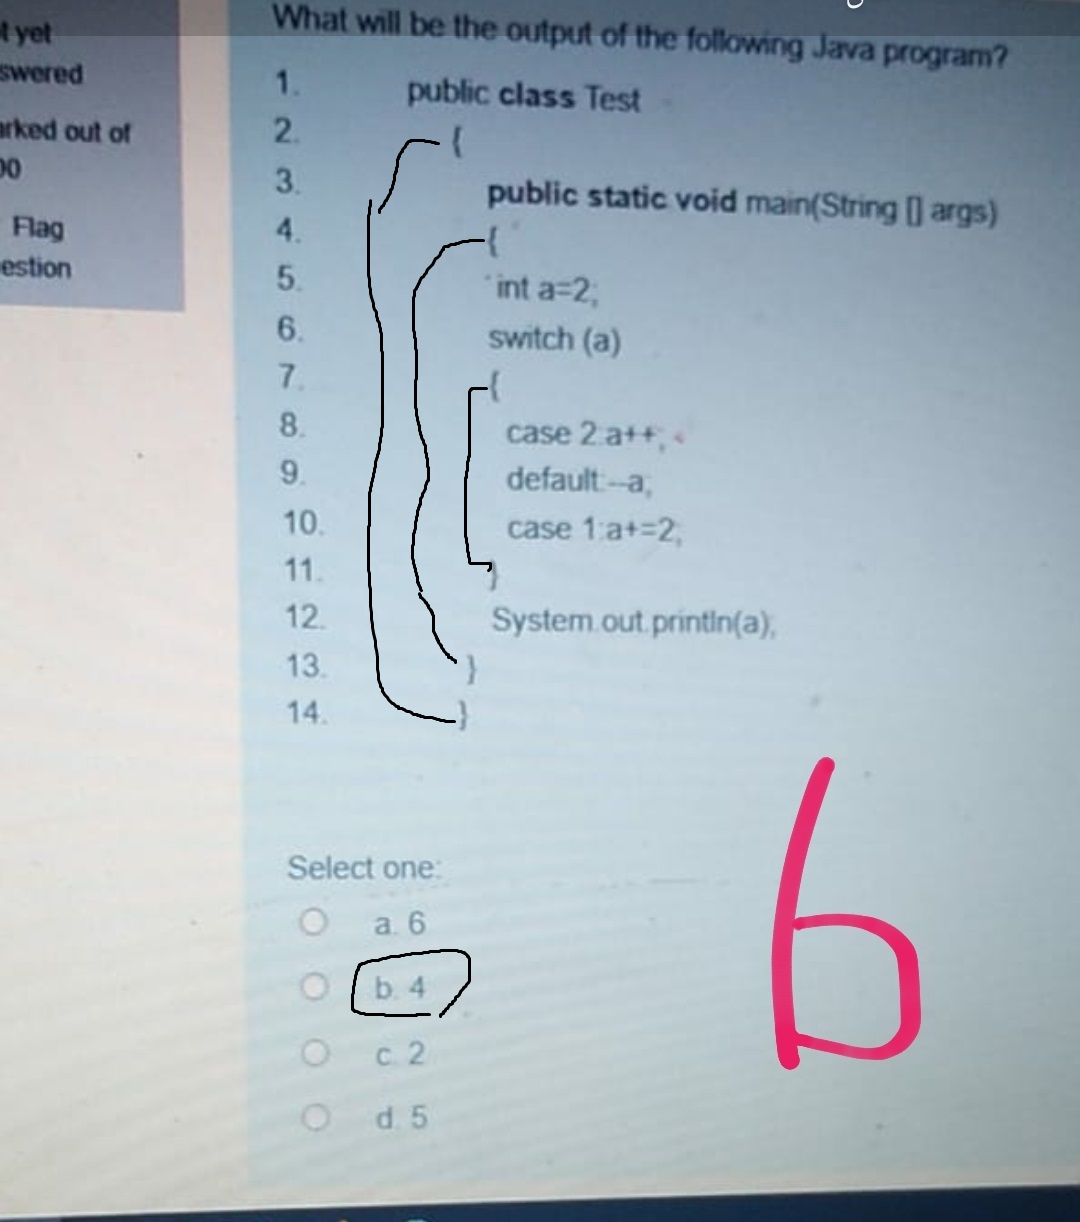 t yet
swered
arked out of
00
Flag
estion
What will be the output of the following Java program?
1. public class Test
2. {
3. public static void main(String [] args)
4. {
5. int a=2;
6. switch (a)
7. {
8. case 2:a++;
9. default:--a;
10. case 1:a+=2;
11. }
12. System.out.println(a);
13. }
14. }
Select one:
a. 6
b. 4
c. 2
d. 5
b